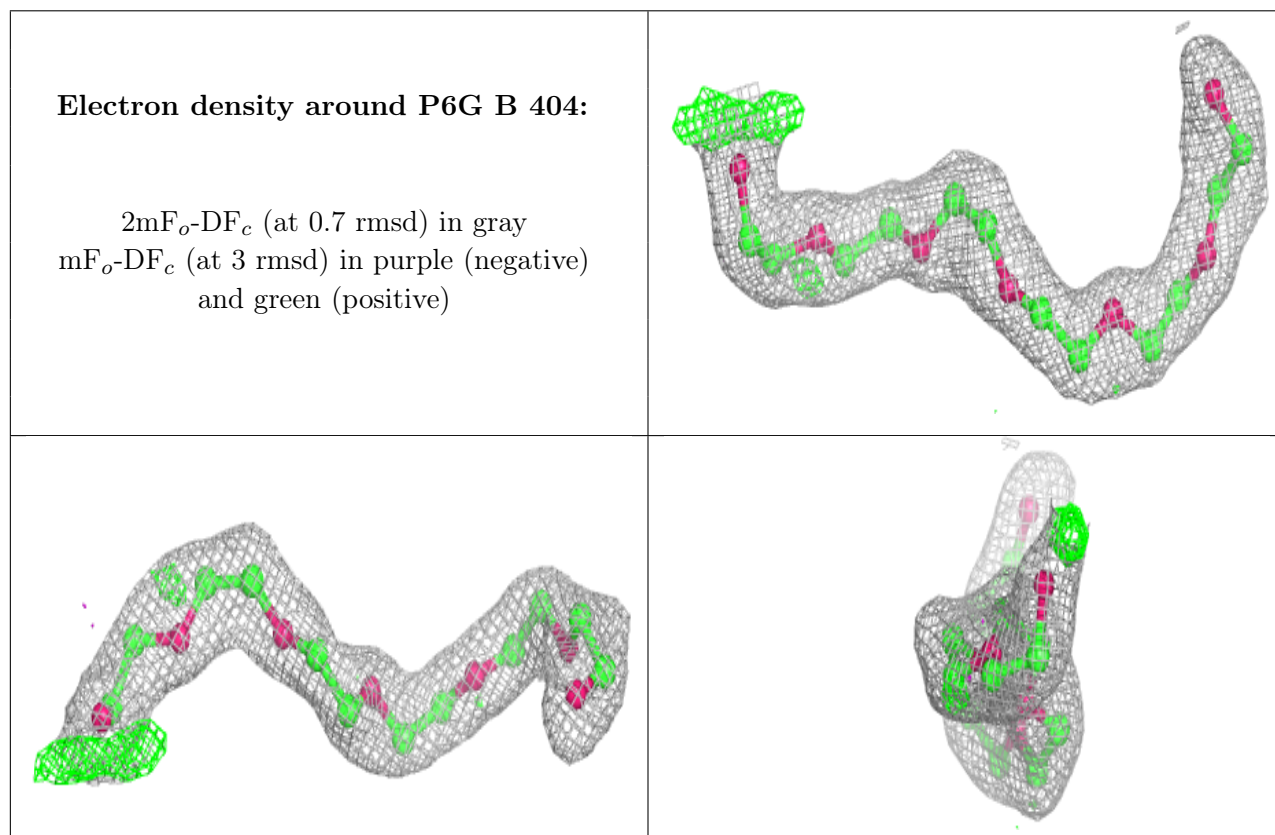 Electron density around P6G B 404:
2mFₒ-DF𝒸 (at 0.7 rmsd) in gray
mFₒ-DF𝒸 (at 3 rmsd) in purple (negative)
and green (positive)